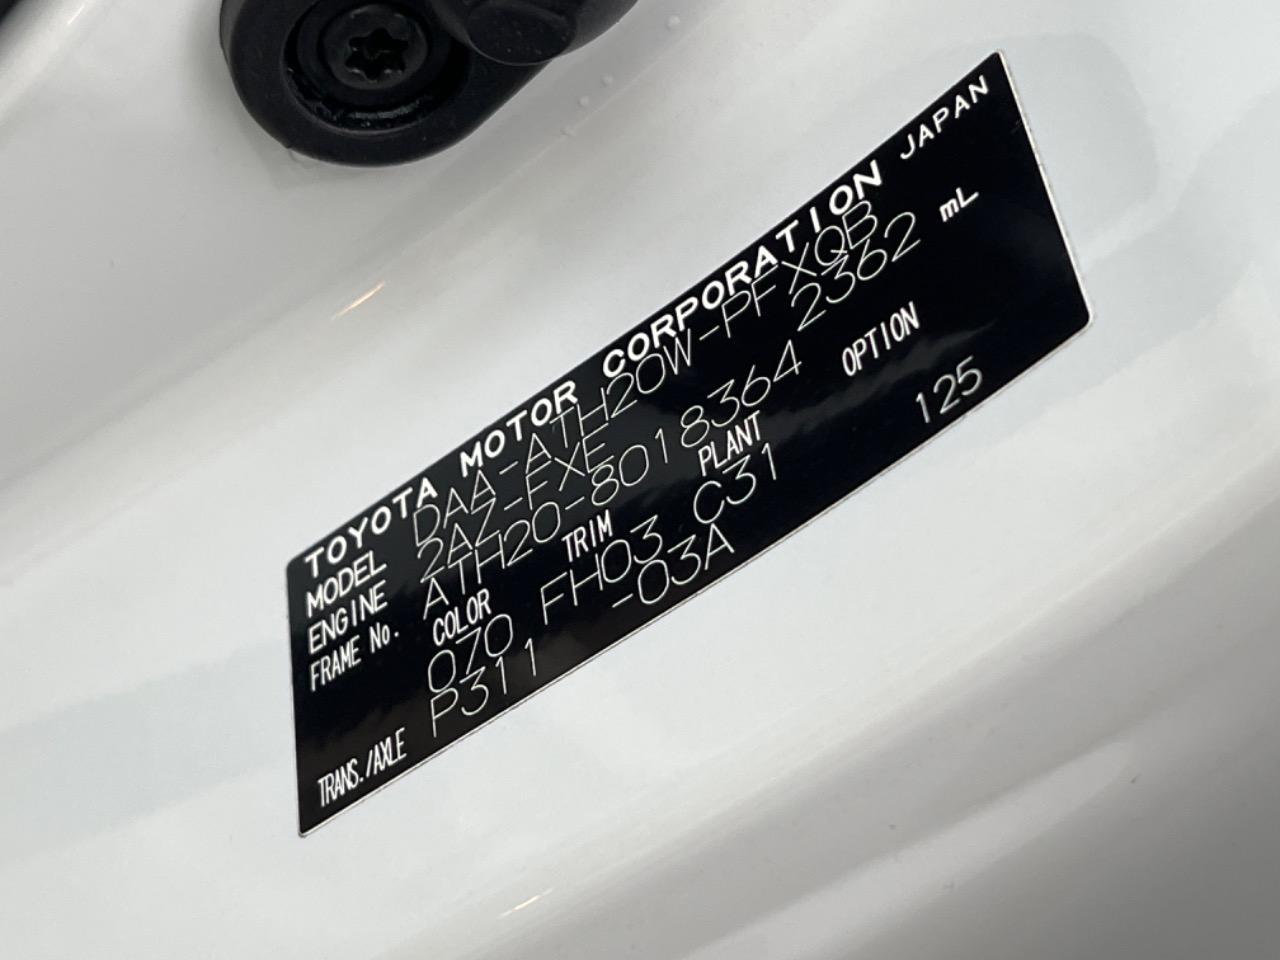 TOYOTA MOTOR CORPORATION JAPAN
MODEL DAA-ATH20W-PFXQB
ENGINE 2AZ-FXE 2362 mL
FRAME No. ATH20-8018364
COLOR TRIM PLANT OPTION
070 FH03 C31 125
TRANS./AXLE P311 -03A